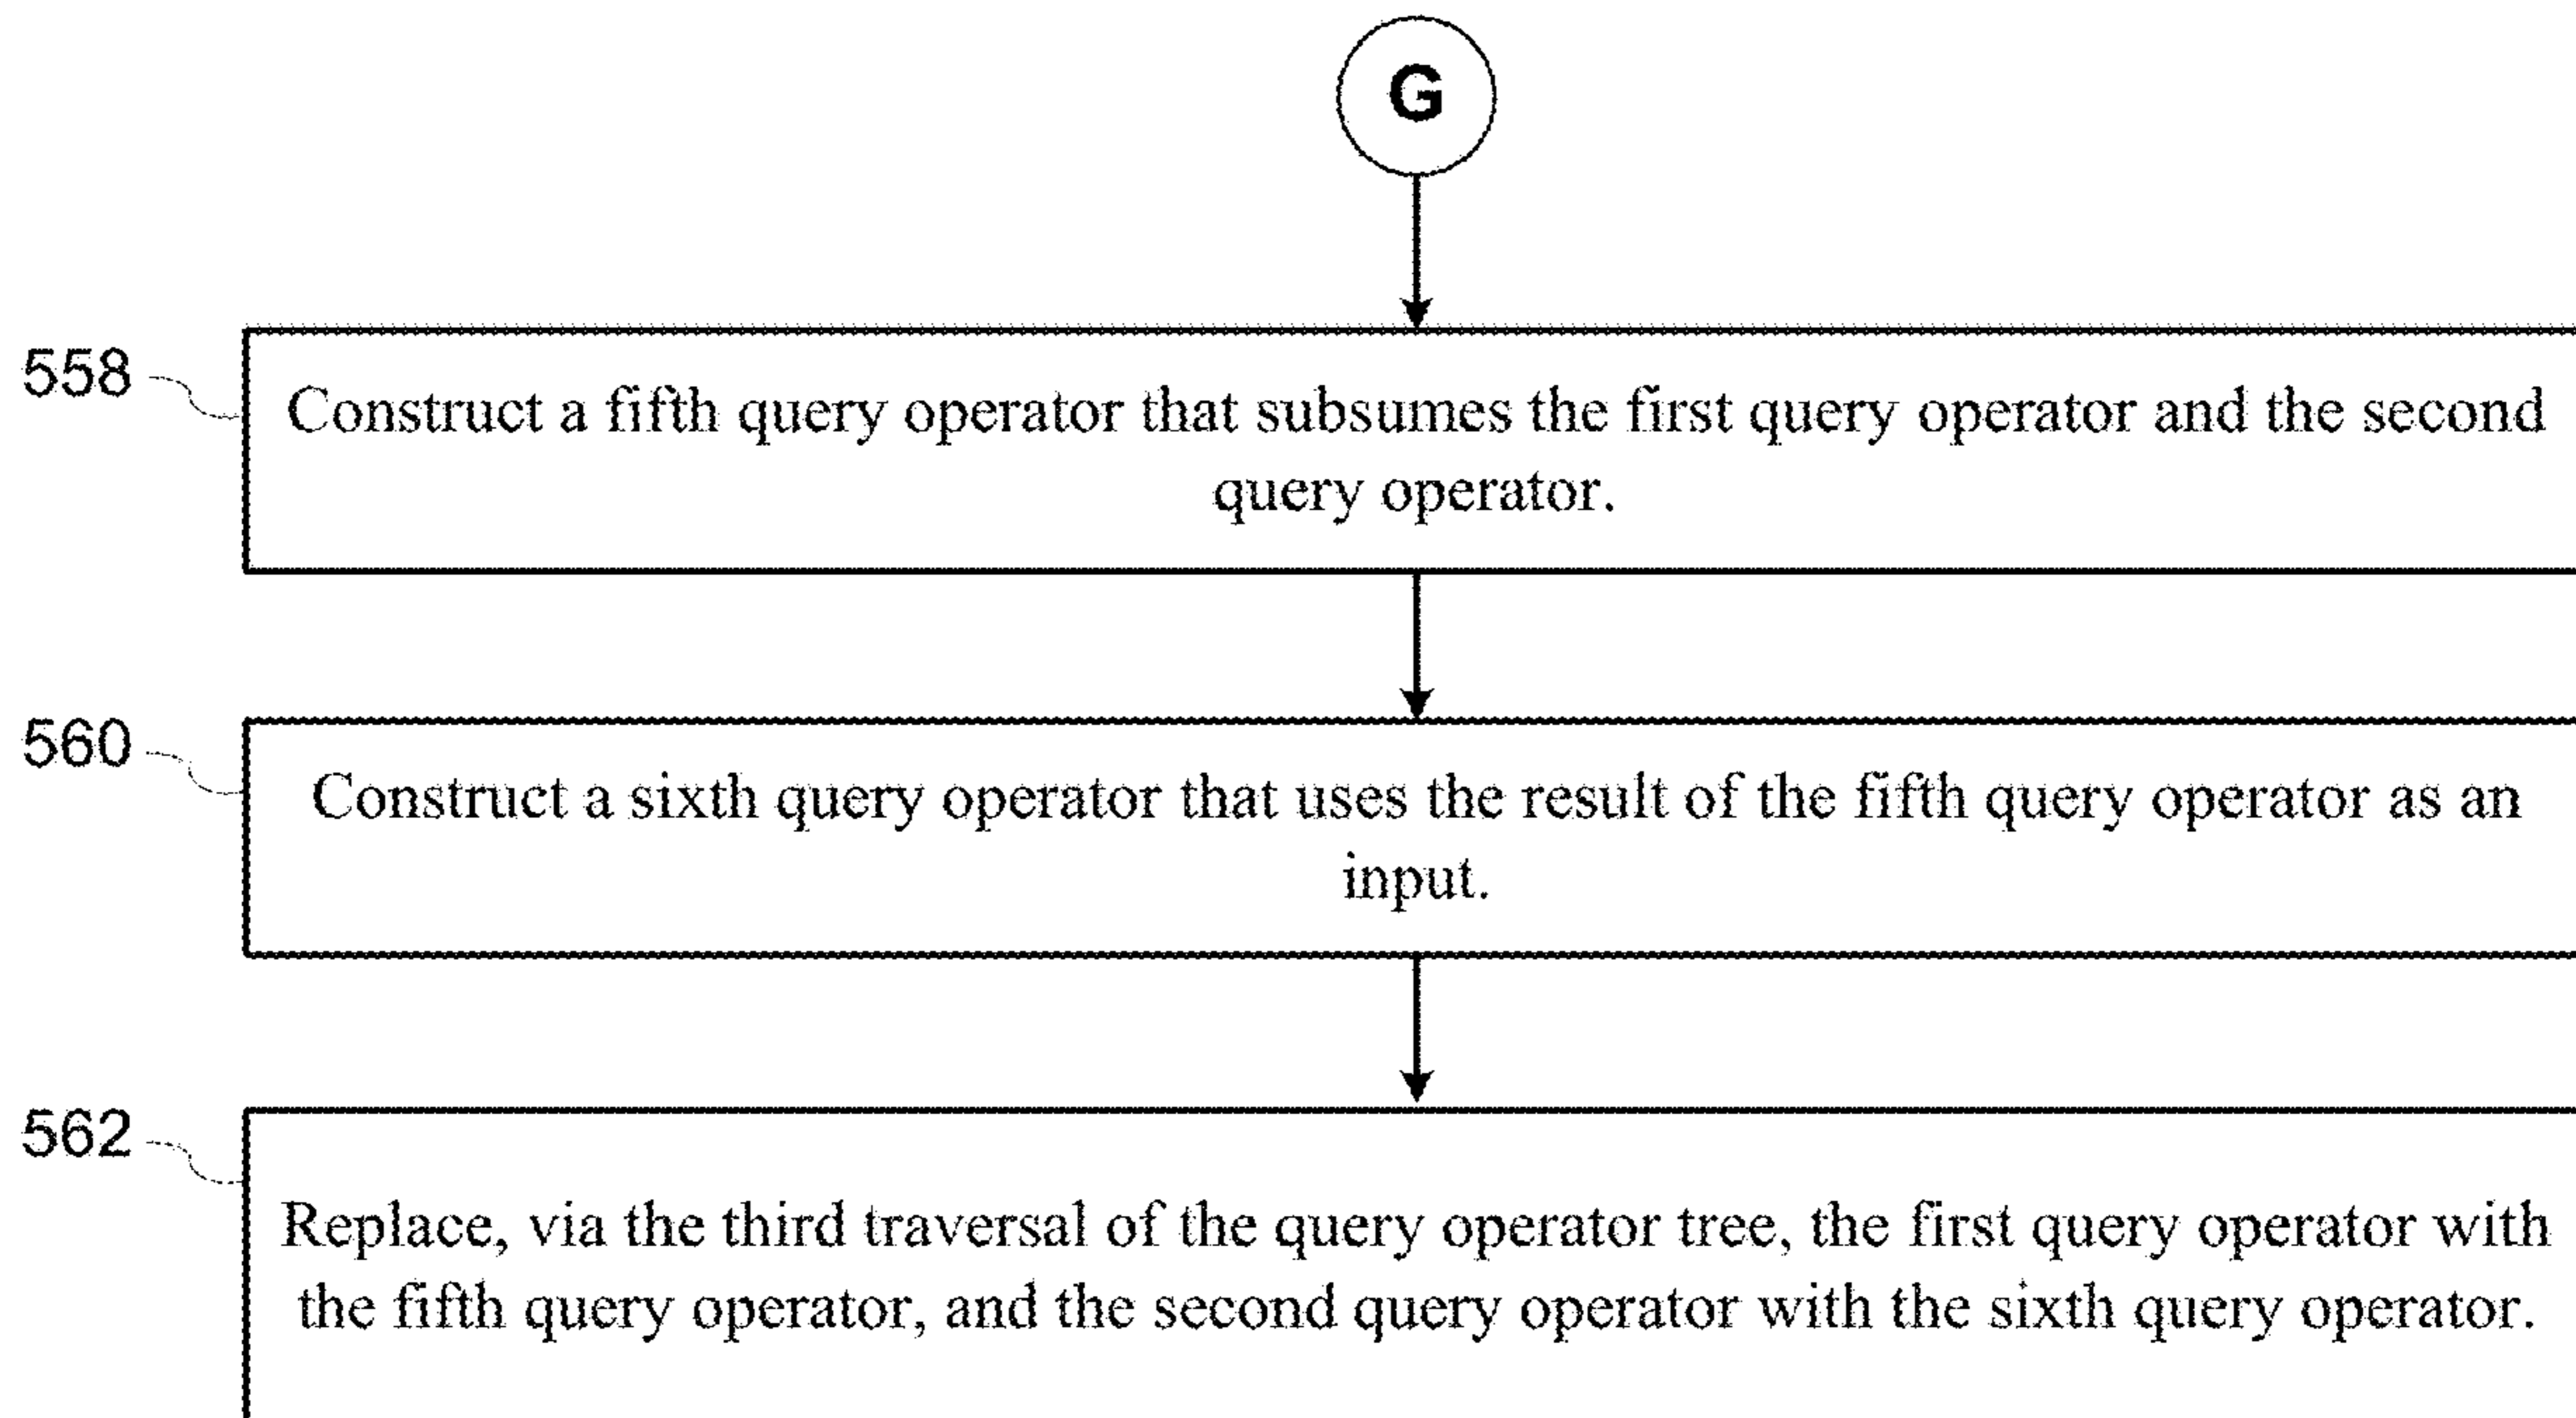 G
558
Construct a fifth query operator that subsumes the first query operator and the second
query operator.
560
Construct a sixth query operator that uses the result of the fifth query operator as an
input.
562
Replace, via the third traversal of the query operator tree, the first query operator with
the fifth query operator, and the second query operator with the sixth query operator.